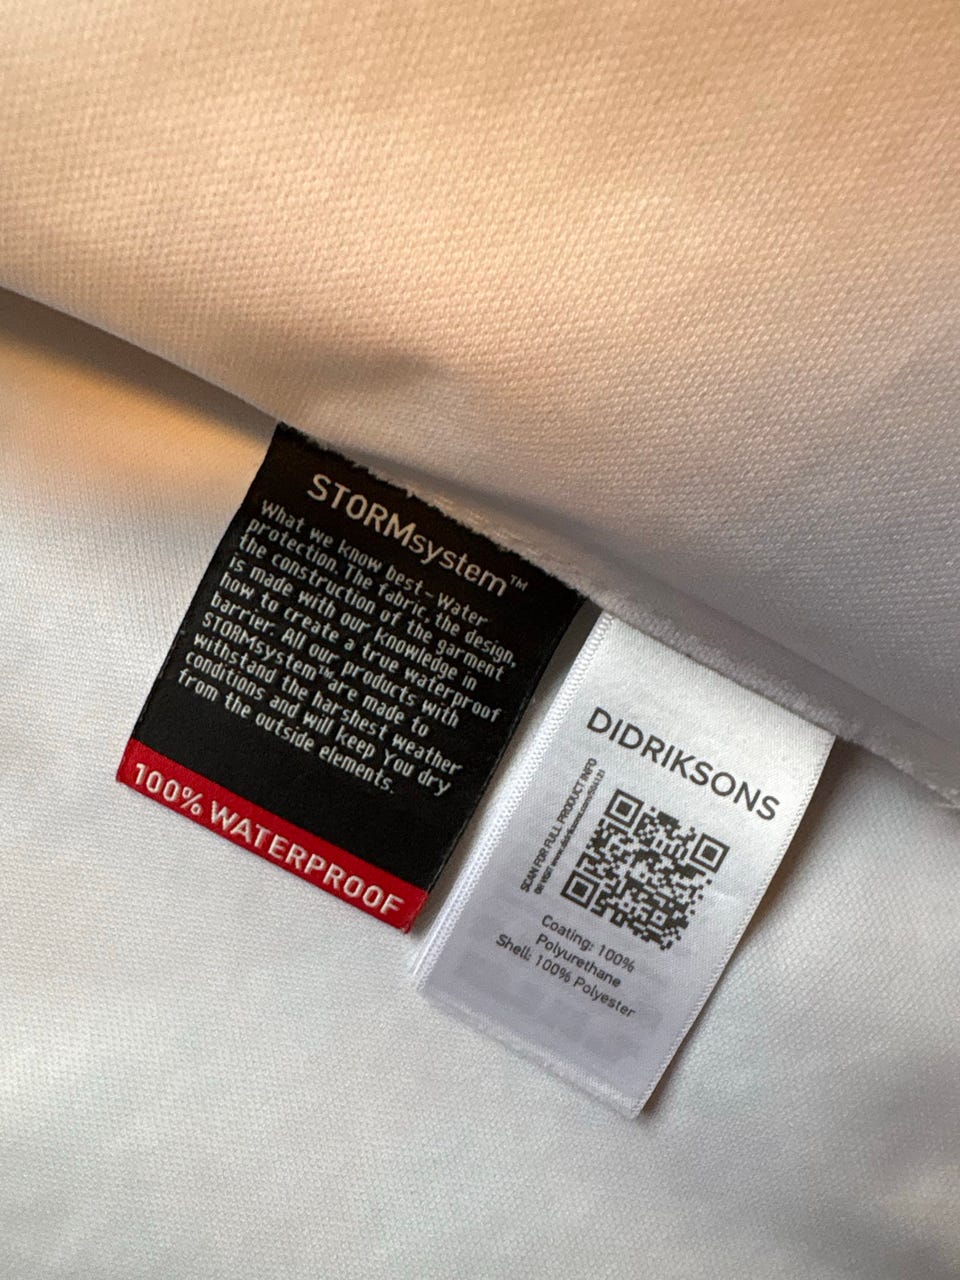 STORMsystem™
What we know best-water
protection. The fabric, the design,
the construction of the garment
is made with our knowledge in
how to create a true waterproof
barrier. All our products with
STORMsystem™ are made to
withstand the harshest weather
conditions and will keep You dry
from the outside elements.
100% WATERPROOF
DIDRIKSONS
SCAN FOR FULL PRODUCT INFO
Coating: 100%
Polyurethane
Shell: 100% Polyester